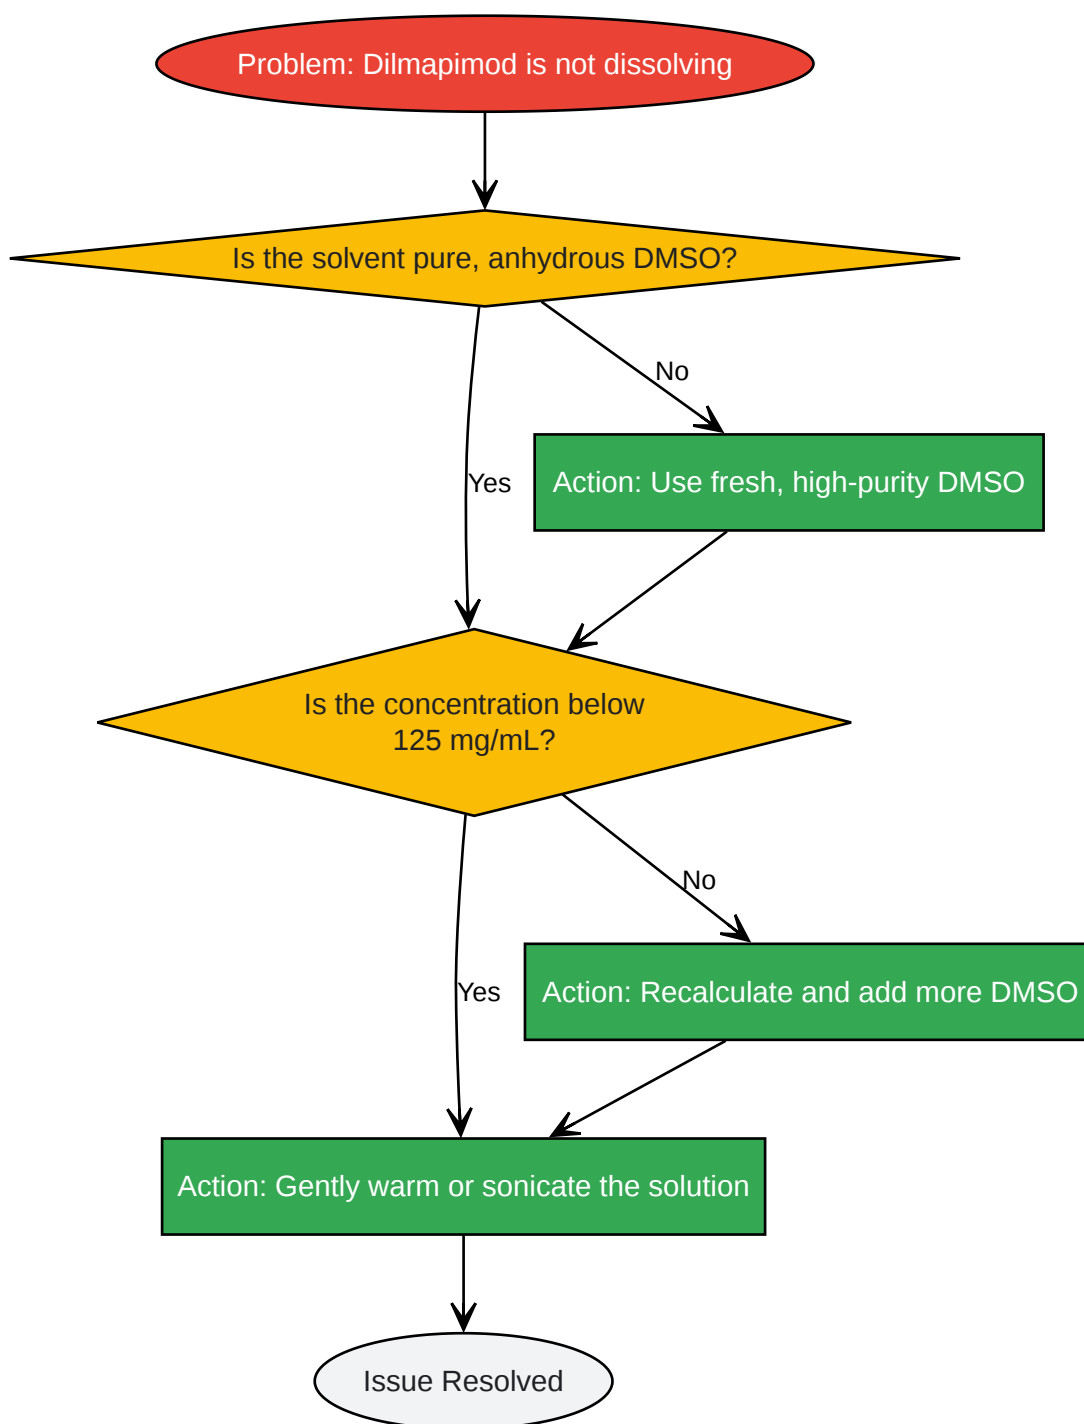 Problem: Dilmapimod is not dissolving
Is the solvent pure, anhydrous DMSO?
No
Yes
Action: Use fresh, high-purity DMSO
Is the concentration below
125 mg/mL?
No
Yes
Action: Recalculate and add more DMSO
Action: Gently warm or sonicate the solution
Issue Resolved